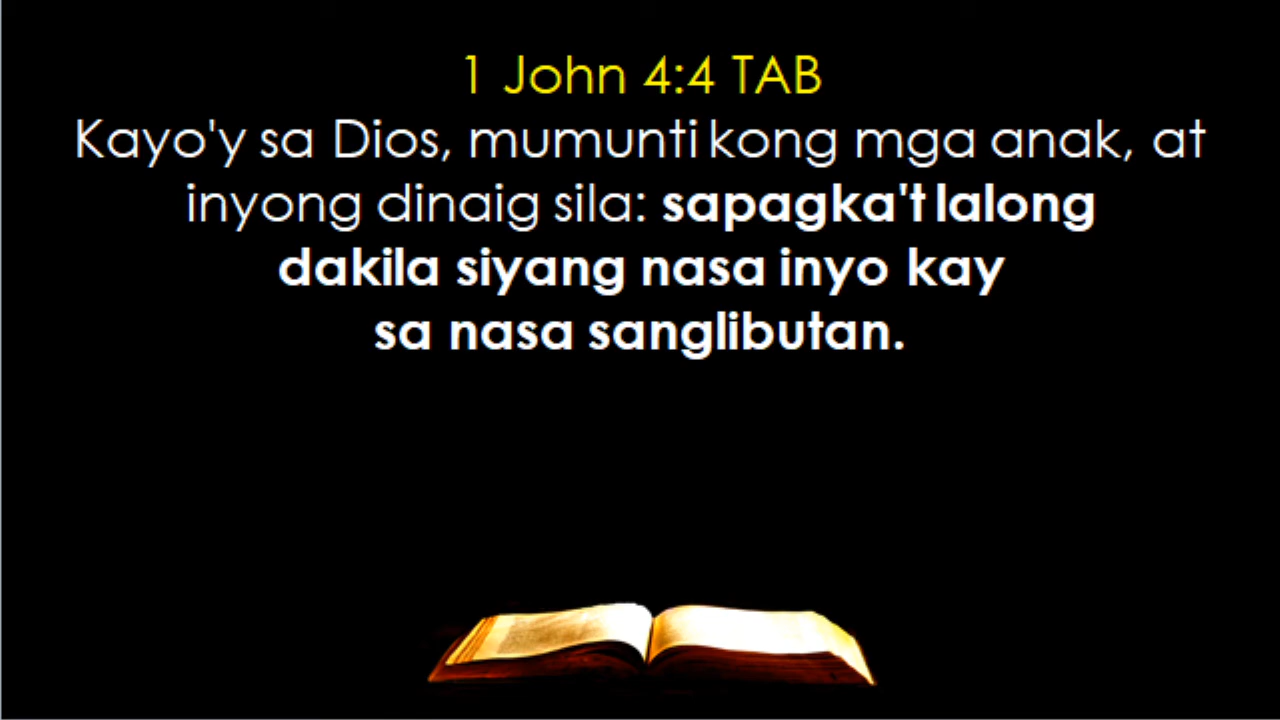 1 John 4:4 TAB
Kayo'y sa Dios, mumunti kong mga anak, at
inyong dinaig sila: sapagka't lalong
dakila siyang nasa inyo kay
sa nasa sanglibutan.